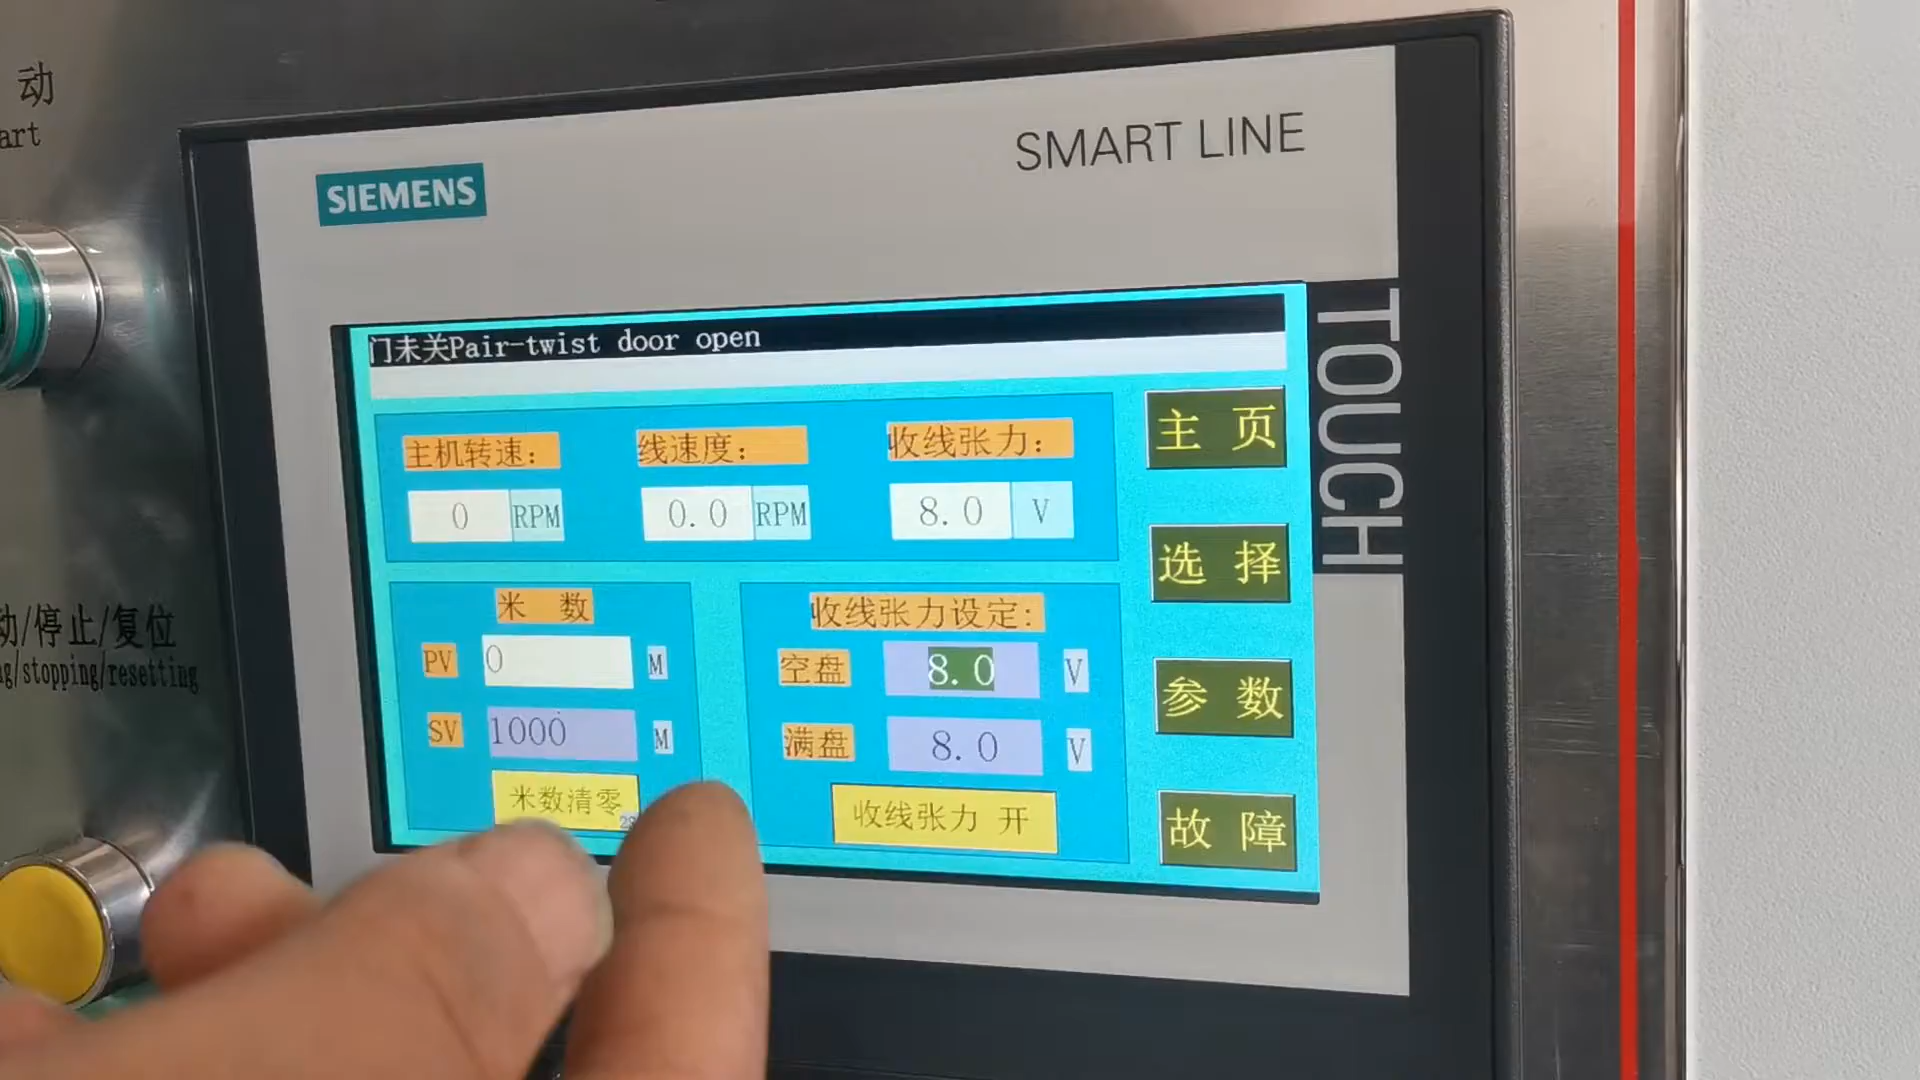 动
art
SIEMENS
SMART LINE
TOUCH
门未关Pair-twist door open
主机转速:
线速度:
收线张力:
0 RPM
0.0 RPM
8.0 V
米 数
PV 0 M
SV 1000 M
米数清零
收线张力设定:
空盘 8.0 V
满盘 8.0 V
收线张力 开
主 页
选 择
参 数
故 障
动/停止/复位
g/stopping/resetting